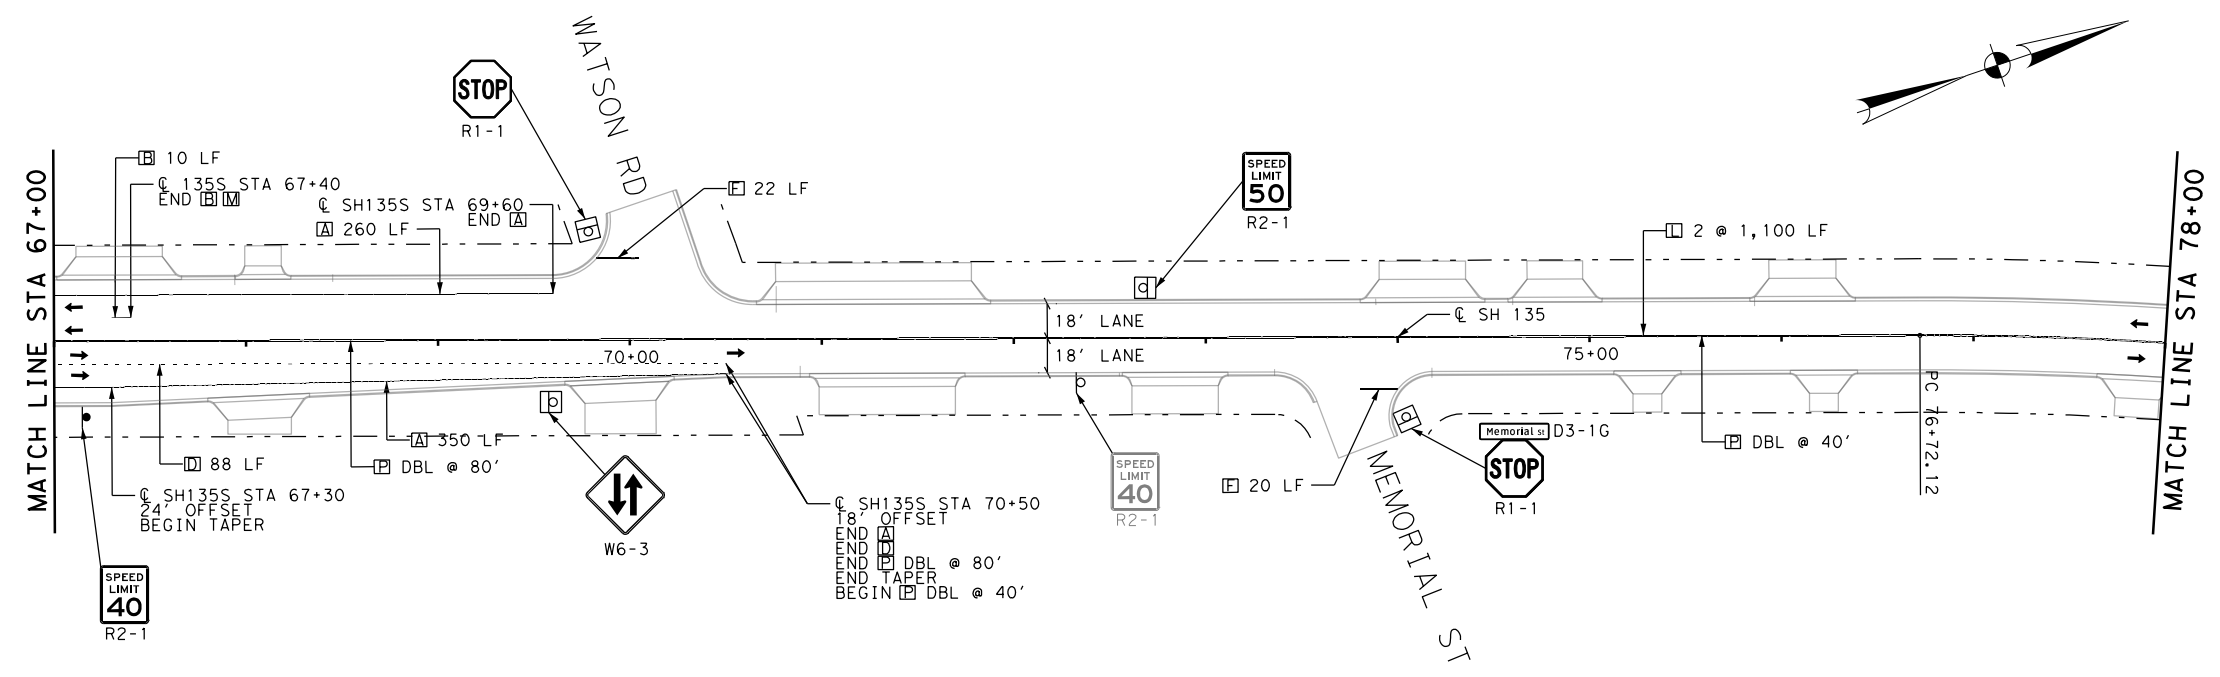 WATSON RD
STOP
R1-1
B 10 LF
℄ 135S STA 67+40
END B M
℄ SH135S STA 69+60
END A
A 260 LF
F 22 LF
SPEED
LIMIT
50
R2-1
L 2 @ 1,100 LF
MATCH LINE STA 67+00
MATCH LINE STA 78+00
18' LANE
℄ SH 135
70+00
18' LANE
75+00
PC 76+72.12
A 350 LF
D 88 LF
P DBL @ 80'
℄ SH135S STA 67+30
24' OFFSET
BEGIN TAPER
SPEED
LIMIT
40
R2-1
W6-3
℄ SH135S STA 70+50
18' OFFSET
END A
END D
END P DBL @ 80'
END TAPER
BEGIN P DBL @ 40'
SPEED
LIMIT
40
R2-1
F 20 LF
Memorial St D3-1G
STOP
R1-1
P DBL @ 40'
MEMORIAL ST